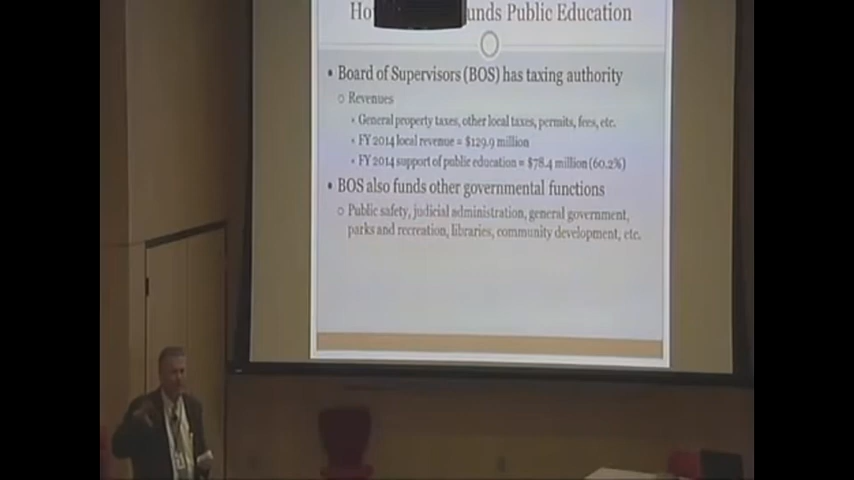 Ho unds Public Education
• Board of Supervisors (BOS) has taxing authority
○ Revenues
• General property taxes, other local taxes, permits, fees, etc.
• FY 2014 local revenue = $129.9 million
• FY 2014 support of public education = $78.4 million (60.2%)
• BOS also funds other governmental functions
○ Public safety, judicial administration, general government,
parks and recreation, libraries, community development, etc.